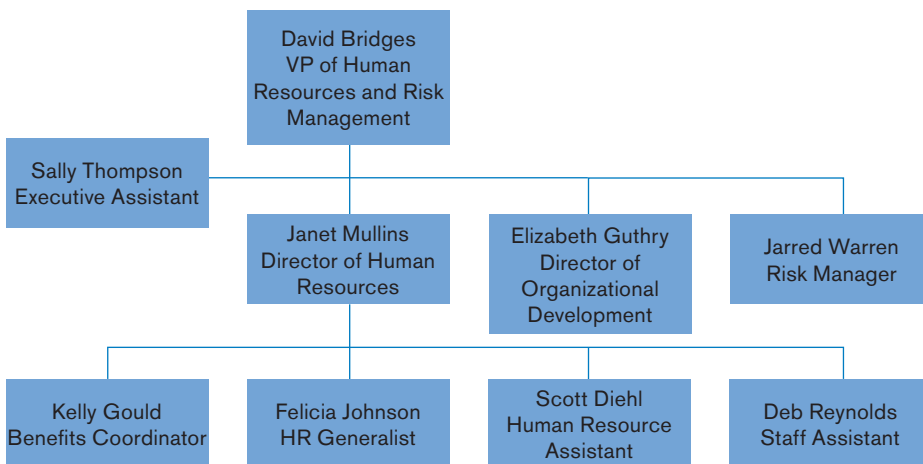 David Bridges
VP of Human
Resources and Risk
Management
Sally Thompson
Executive Assistant
Janet Mullins
Director of Human
Resources
Elizabeth Guthry
Director of
Organizational
Development
Jarred Warren
Risk Manager
Kelly Gould
Benefits Coordinator
Felicia Johnson
HR Generalist
Scott Diehl
Human Resource
Assistant
Deb Reynolds
Staff Assistant